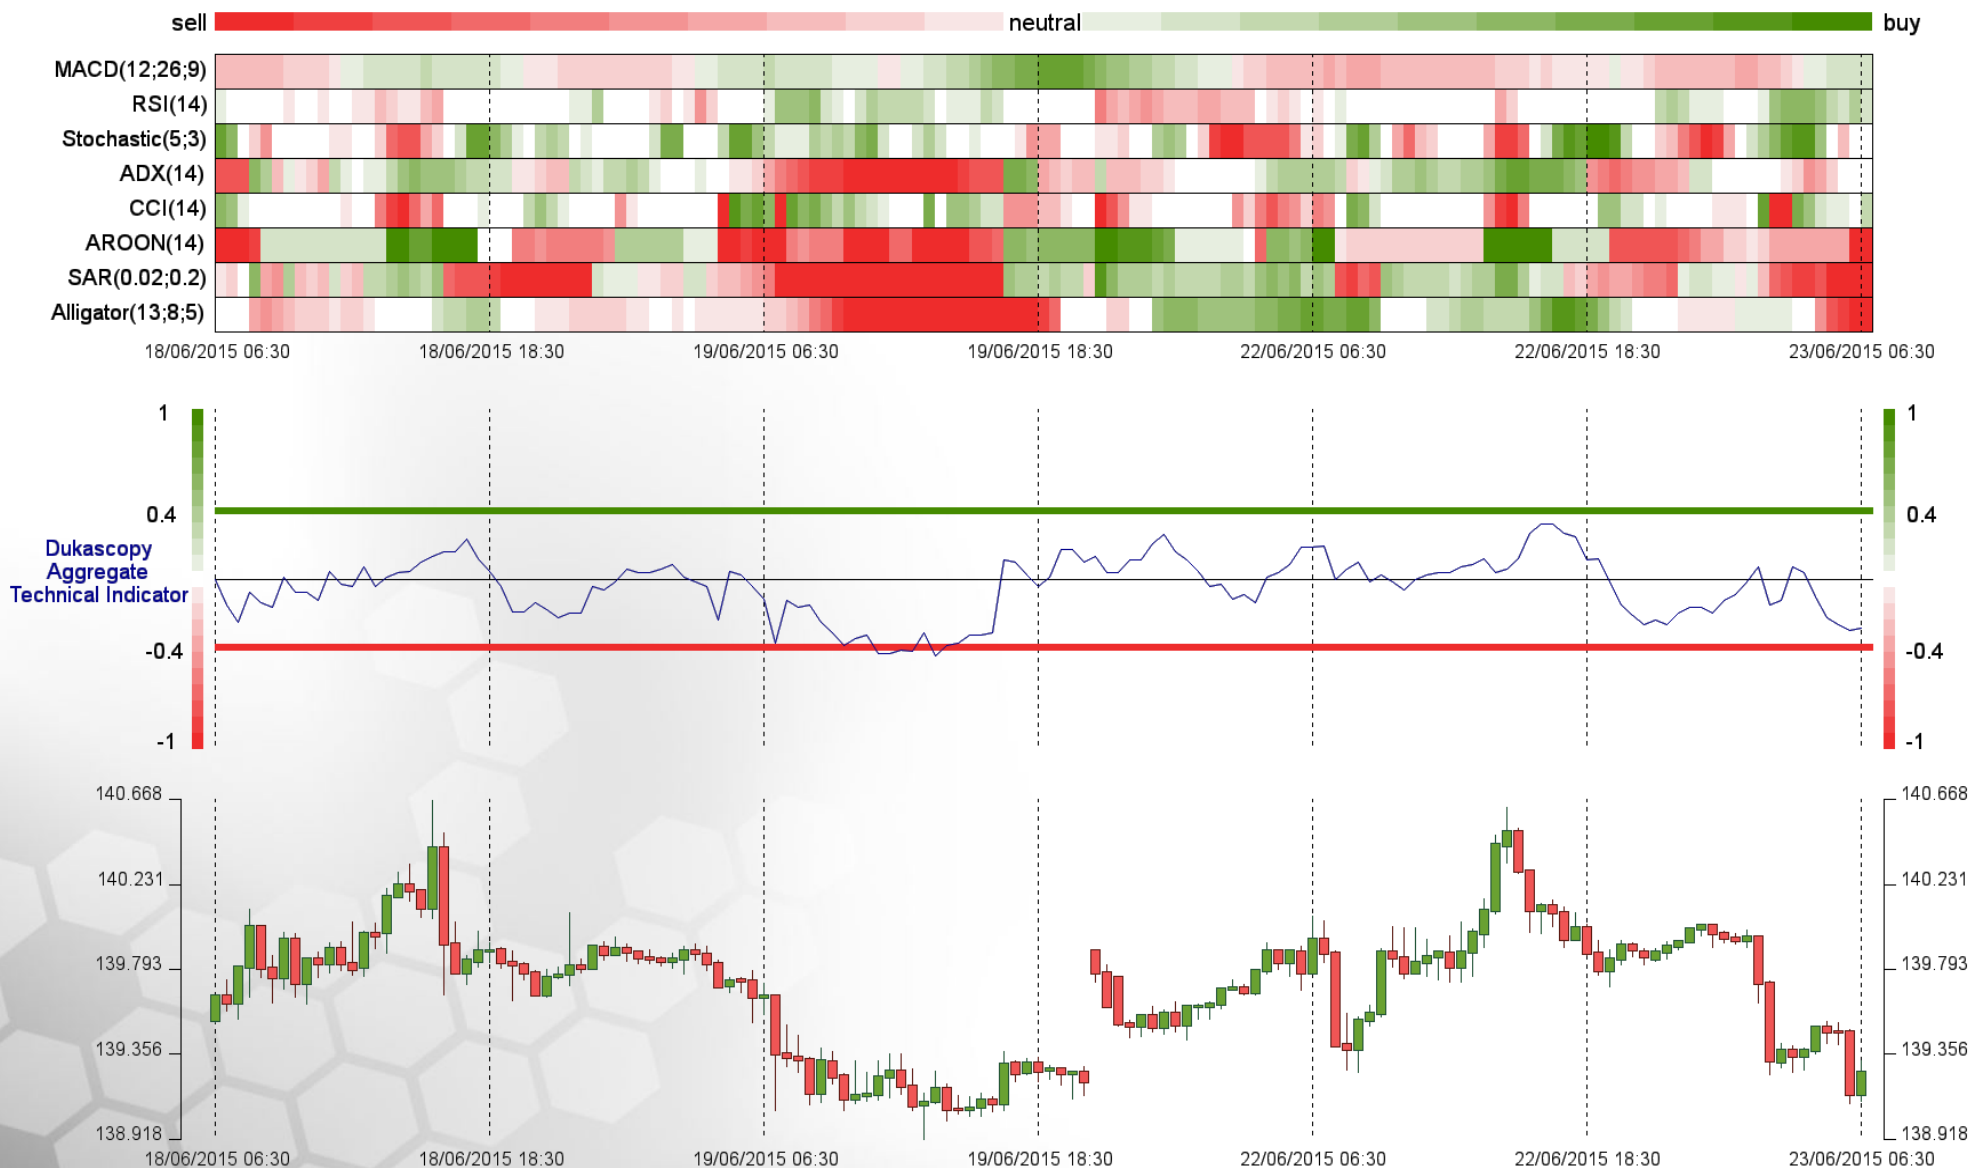 sell neutral buy
MACD(12;26;9)
RSI(14)
Stochastic(5;3)
ADX(14)
CCI(14)
AROON(14)
SAR(0.02;0.2)
Alligator(13;8;5)
18/06/2015 06:30 18/06/2015 18:30 19/06/2015 06:30 19/06/2015 18:30 22/06/2015 06:30 22/06/2015 18:30 23/06/2015 06:30
1 1
0.4 0.4
Dukascopy
Aggregate
Technical Indicator
-0.4 -0.4
-1 -1
140.668 140.668
140.231 140.231
139.793 139.793
139.356 139.356
138.918 138.918
18/06/2015 06:30 18/06/2015 18:30 19/06/2015 06:30 19/06/2015 18:30 22/06/2015 06:30 22/06/2015 18:30 23/06/2015 06:30